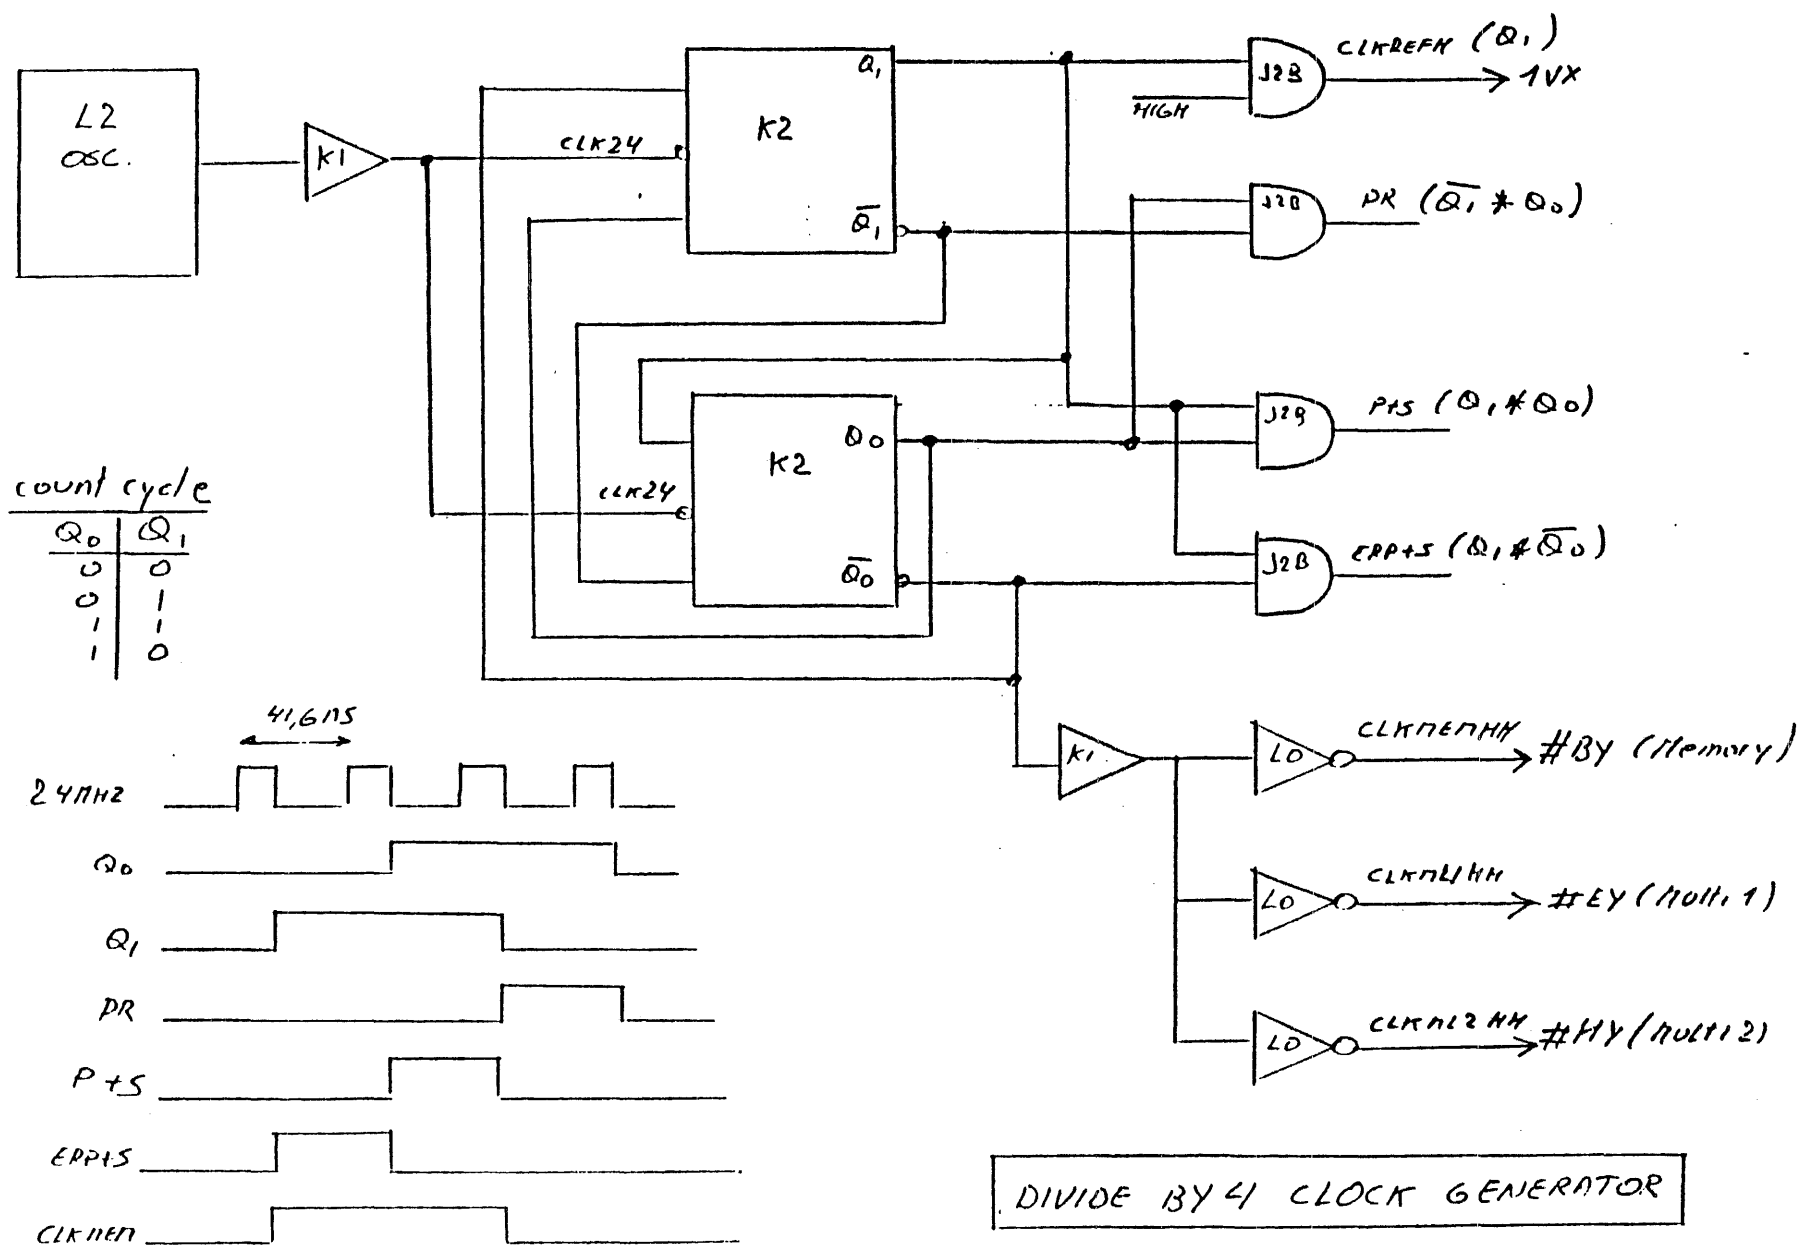 L2
OSC.
K1
CLK24
K2
Q1
Q̅1
J2B
HIGH
CLKREFH (Q1)
1VX
J2B
PR (Q̅1 * Q0)
K2
CLK24
Q0
Q̅0
J2B
P+S (Q1 * Q0)
J2B
ERP+S (Q1 * Q̅0)
count cycle
Q0 Q1
0 0
0 1
1 1
1 0
K1
LO
CLKMEMHH
#BY (Memory)
LO
CLKML1HH
#EY (Multi 1)
LO
CLKML2HH
#HY (Multi 2)
41,6ns
24MHZ
Q0
Q1
PR
P+S
ERP+S
CLKMEM
DIVIDE BY 4 CLOCK GENERATOR